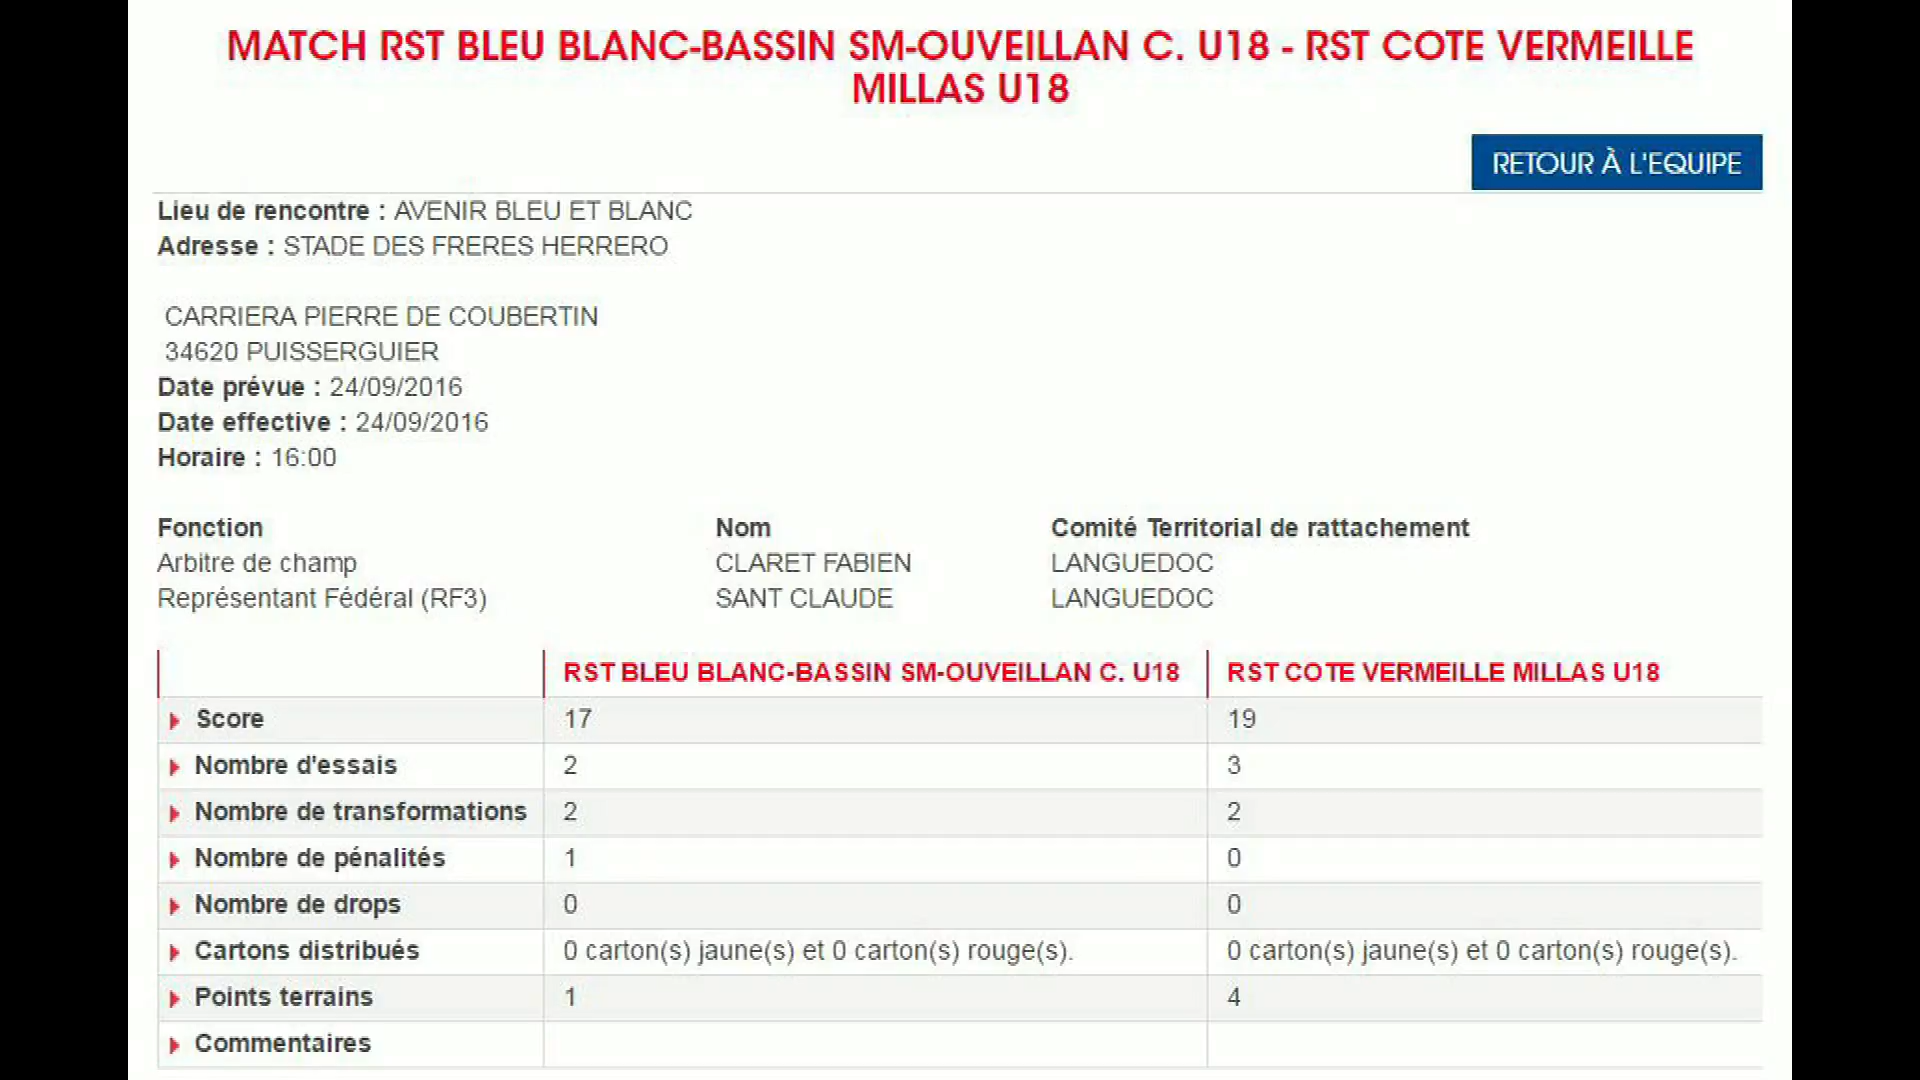 MATCH RST BLEU BLANC-BASSIN SM-OUVEILLAN C. U18 - RST COTE VERMEILLE
MILLAS U18
RETOUR À L'EQUIPE
Lieu de rencontre : AVENIR BLEU ET BLANC
Adresse : STADE DES FRERES HERRERO
CARRIERA PIERRE DE COUBERTIN
34620 PUISSERGUIER
Date prévue : 24/09/2016
Date effective : 24/09/2016
Horaire : 16:00
Fonction Nom Comité Territorial de rattachement
Arbitre de champ CLARET FABIEN LANGUEDOC
Représentant Fédéral (RF3) SANT CLAUDE LANGUEDOC
RST BLEU BLANC-BASSIN SM-OUVEILLAN C. U18 RST COTE VERMEILLE MILLAS U18
Score 17 19
Nombre d'essais 2 3
Nombre de transformations 2 2
Nombre de pénalités 1 0
Nombre de drops 0 0
Cartons distribués 0 carton(s) jaune(s) et 0 carton(s) rouge(s). 0 carton(s) jaune(s) et 0 carton(s) rouge(s).
Points terrains 1 4
Commentaires